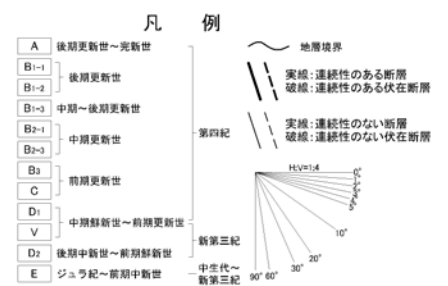 凡 例
A 後期更新世～完新世
B1-1
後期更新世
B1-2
B1-3 中期～後期更新世
B2-1
中期更新世
B2-3
B3
前期更新世
C
D1
中期鮮新世～前期更新世
V
D2 後期中新世～前期鮮新世
E ジュラ紀～前期中新世
第四紀
新第三紀
中生代～
新第三紀
地層境界
実線：連続性のある断層
破線：連続性のある伏在断層
実線：連続性のない断層
破線：連続性のない伏在断層
H:V=1:4
0°
1°
2°
3°
4°
5°
10°
20°
30°
60°
90°